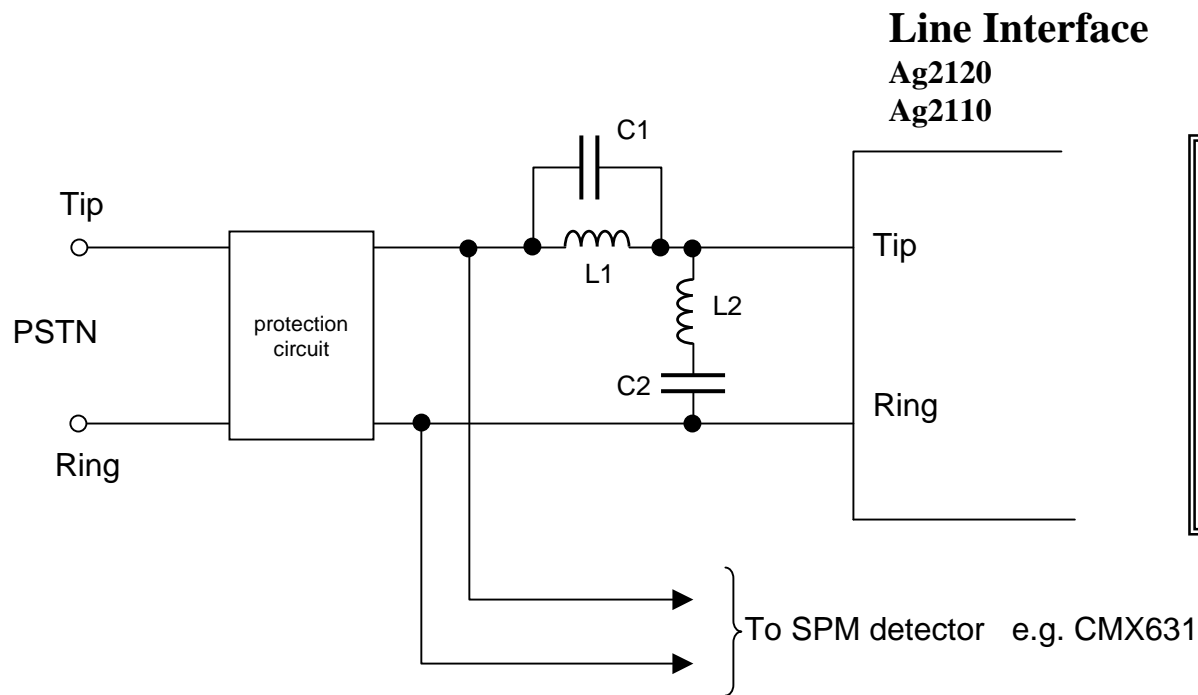 Line Interface
Ag2120
Ag2110
C1
Tip
L1
Tip
L2
PSTN
protection
circuit
C2
Ring
Ring
To SPM detector e.g. CMX631